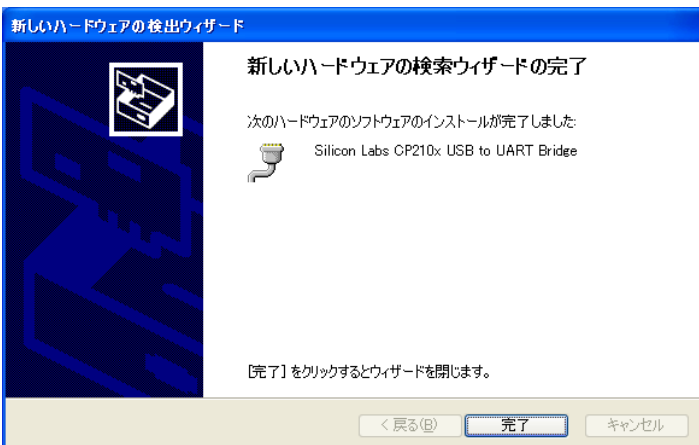 新しいハードウェアの検出ウィザード
新しいハードウェアの検索ウィザードの完了
次のハードウェアのソフトウェアのインストールが完了しました:
Silicon Labs CP210x USB to UART Bridge
[完了] をクリックするとウィザードを閉じます。
< 戻る(B)
完了
キャンセル